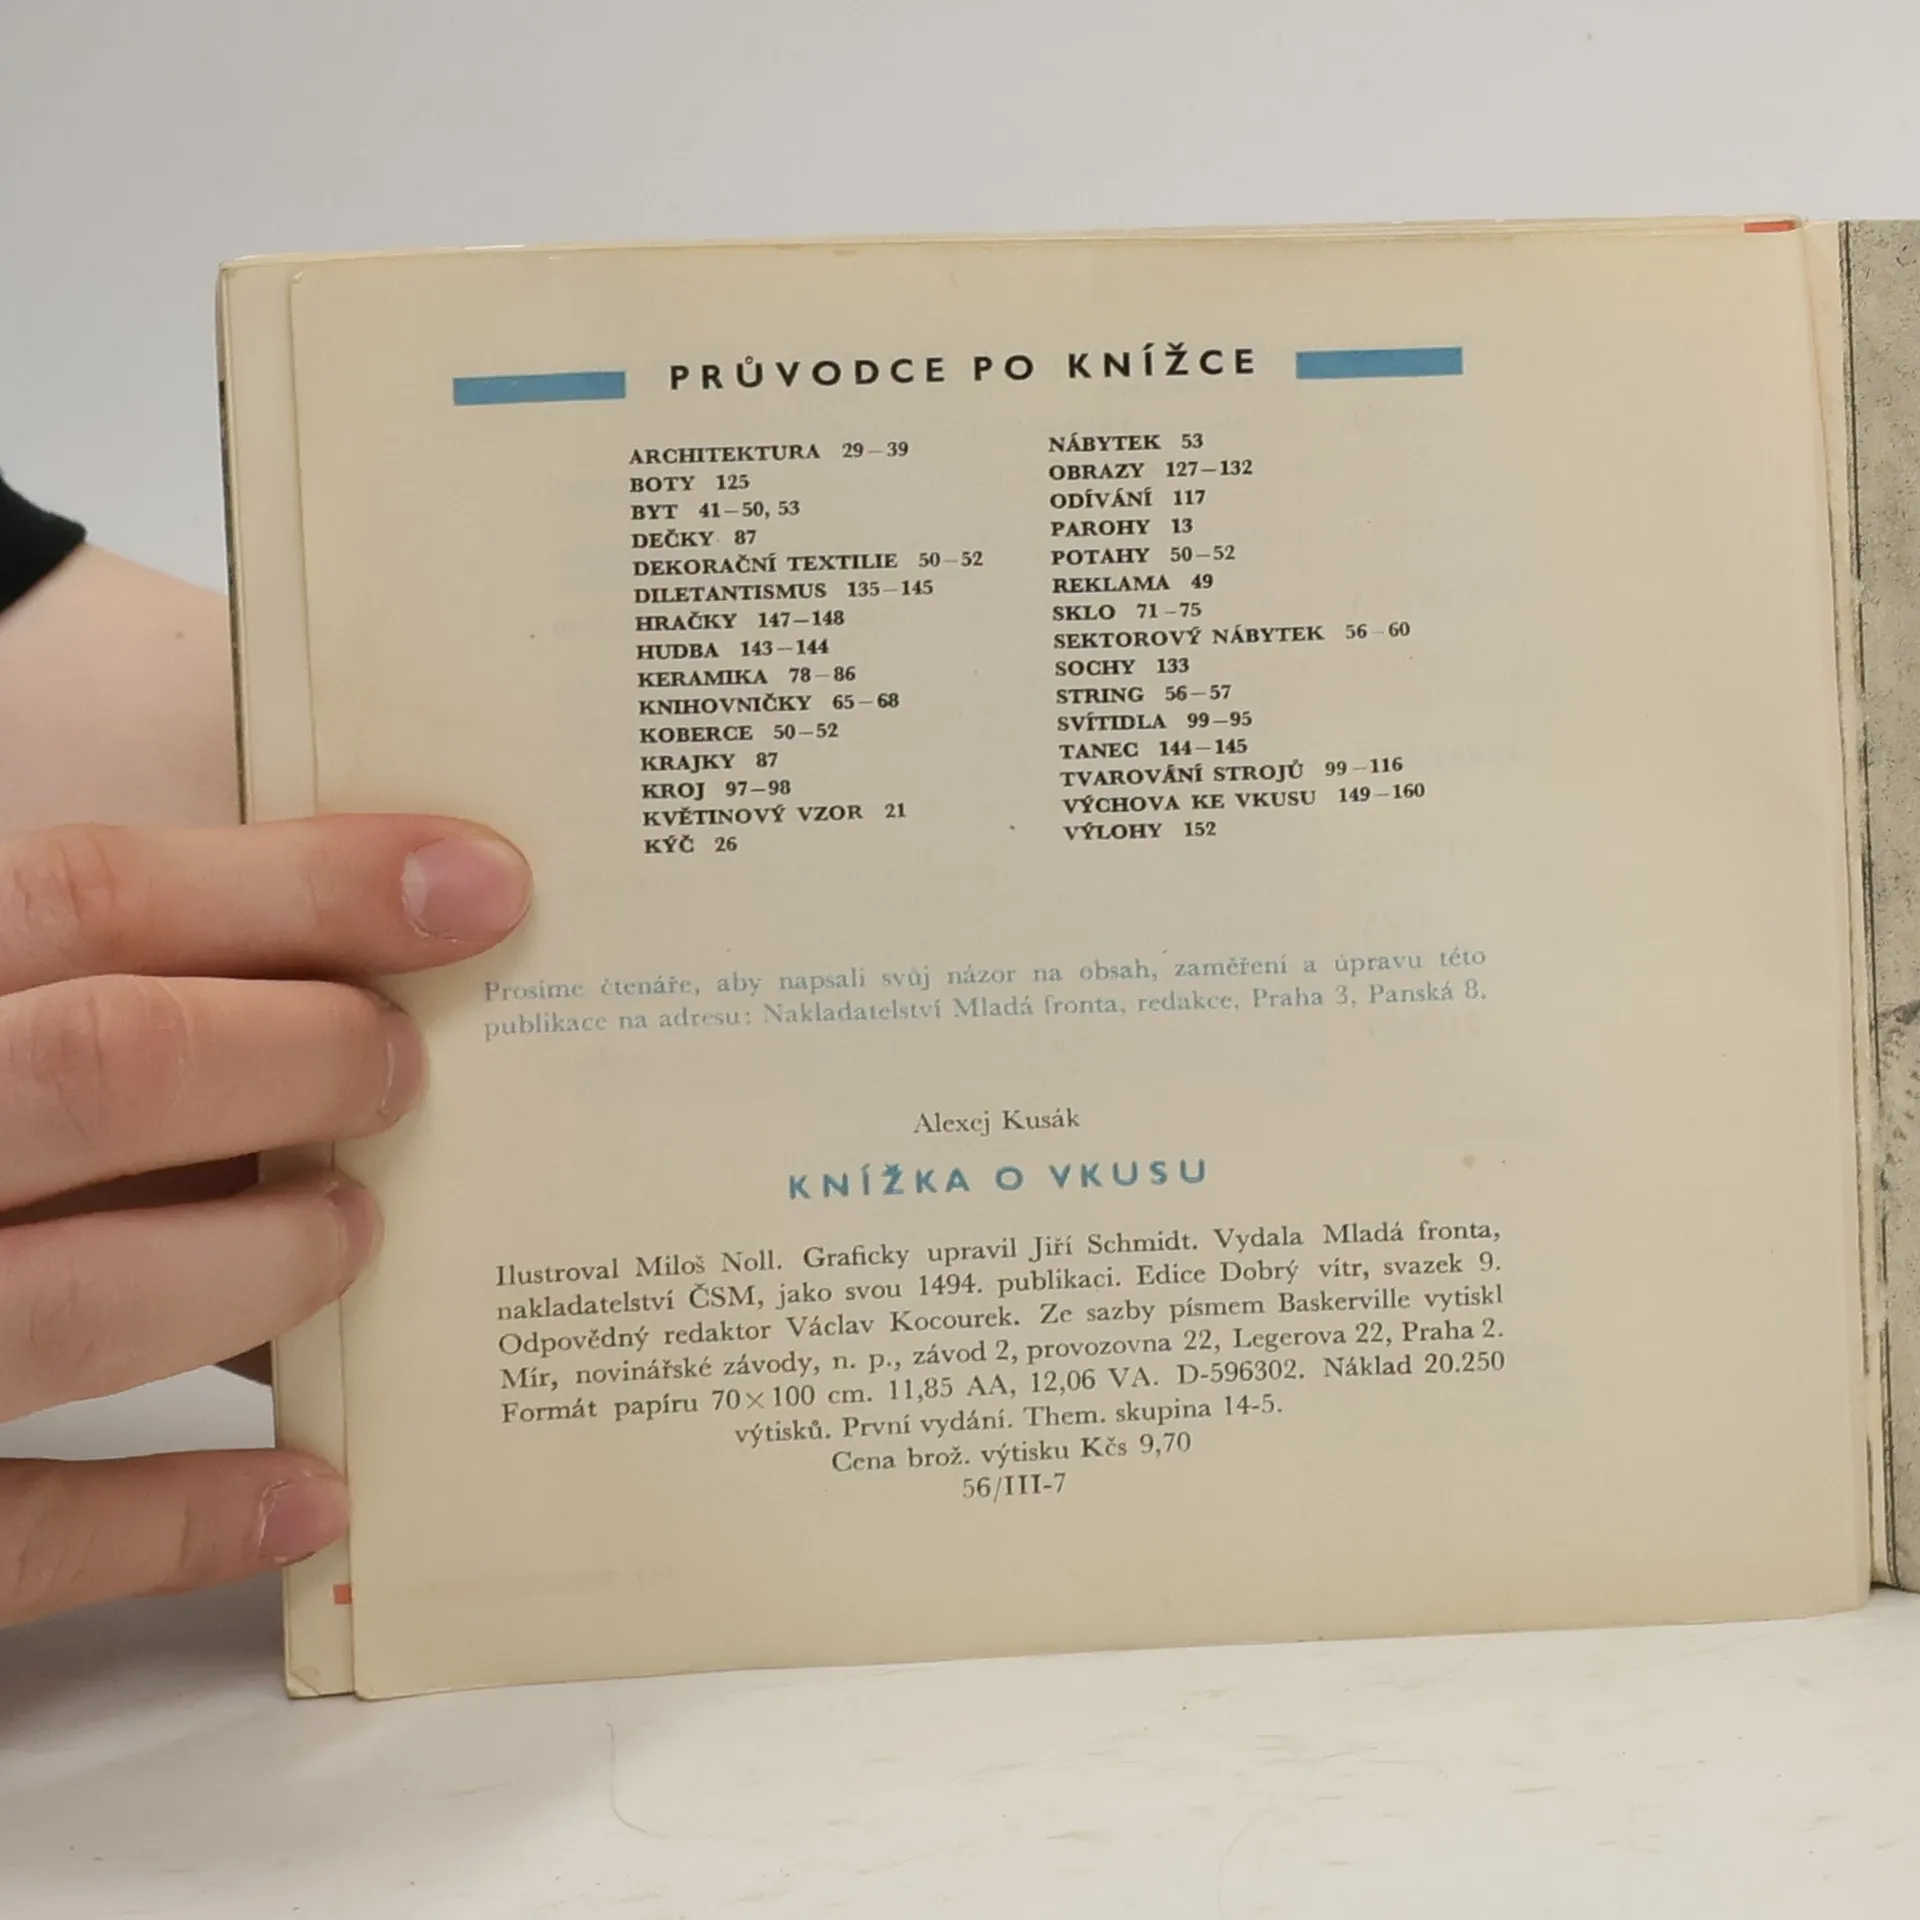 PRŮVODCE PO KNÍŽCE
ARCHITEKTURA 29–39
BOTY 125
BYT 41–50, 53
DEČKY 87
DEKORAČNÍ TEXTILIE 50–52
DILETANTISMUS 135–145
HRAČKY 147–148
HUDBA 143–144
KERAMIKA 78–86
KNIHOVNIČKY 65–68
KOBERCE 50–52
KRAJKY 87
KROJ 97–98
KVĚTINOVÝ VZOR 21
KÝČ 26
NÁBYTEK 53
OBRAZY 127–132
ODÍVÁNÍ 117
PAROHY 13
POTAHY 50–52
REKLAMA 49
SKLO 71–75
SEKTOROVÝ NÁBYTEK 56–60
SOCHY 133
STRING 56–57
SVÍTIDLA 99–95
TANEC 144–145
TVAROVÁNÍ STROJŮ 99–116
VÝCHOVA KE VKUSU 149–160
VÝLOHY 152
Prosíme čtenáře, aby napsali svůj názor na obsah, zaměření a úpravu této
publikace na adresu: Nakladatelství Mladá fronta, redakce, Praha 3, Panská 8.
Alexej Kusák
KNÍŽKA O VKUSU
Ilustroval Miloš Noll. Graficky upravil Jiří Schmidt. Vydala Mladá fronta,
nakladatelství ČSM, jako svou 1494. publikaci. Edice Dobrý vítr, svazek 9.
Odpovědný redaktor Václav Kocourek. Ze sazby písmem Baskerville vytiskl
Mír, novinářské závody, n. p., závod 2, provozovna 22, Legerova 22, Praha 2.
Formát papíru 70×100 cm. 11,85 AA, 12,06 VA. D-596302. Náklad 20.250
výtisků. První vydání. Them. skupina 14-5.
Cena brož. výtisku Kčs 9,70
56/III-7